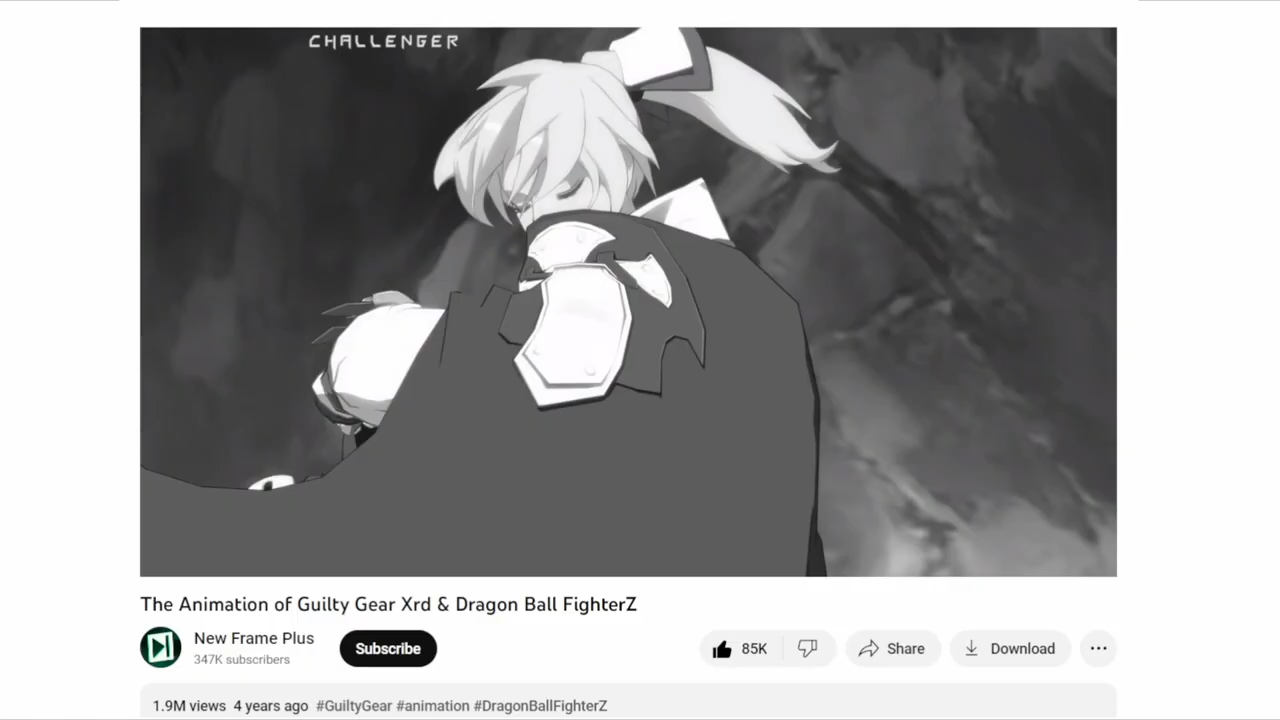 CHALLENGER
The Animation of Guilty Gear Xrd & Dragon Ball FighterZ
New Frame Plus
347K subscribers
Subscribe
85K
Share
Download
1.9M views 4 years ago #GuiltyGear #animation #DragonBallFighterZ